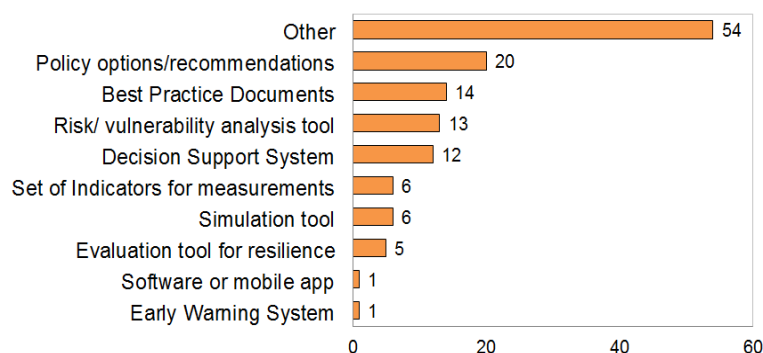 Other 54
Policy options/recommendations 20
Best Practice Documents 14
Risk/ vulnerability analysis tool 13
Decision Support System 12
Set of Indicators for measurements 6
Simulation tool 6
Evaluation tool for resilience 5
Software or mobile app 1
Early Warning System 1
0 20 40 60